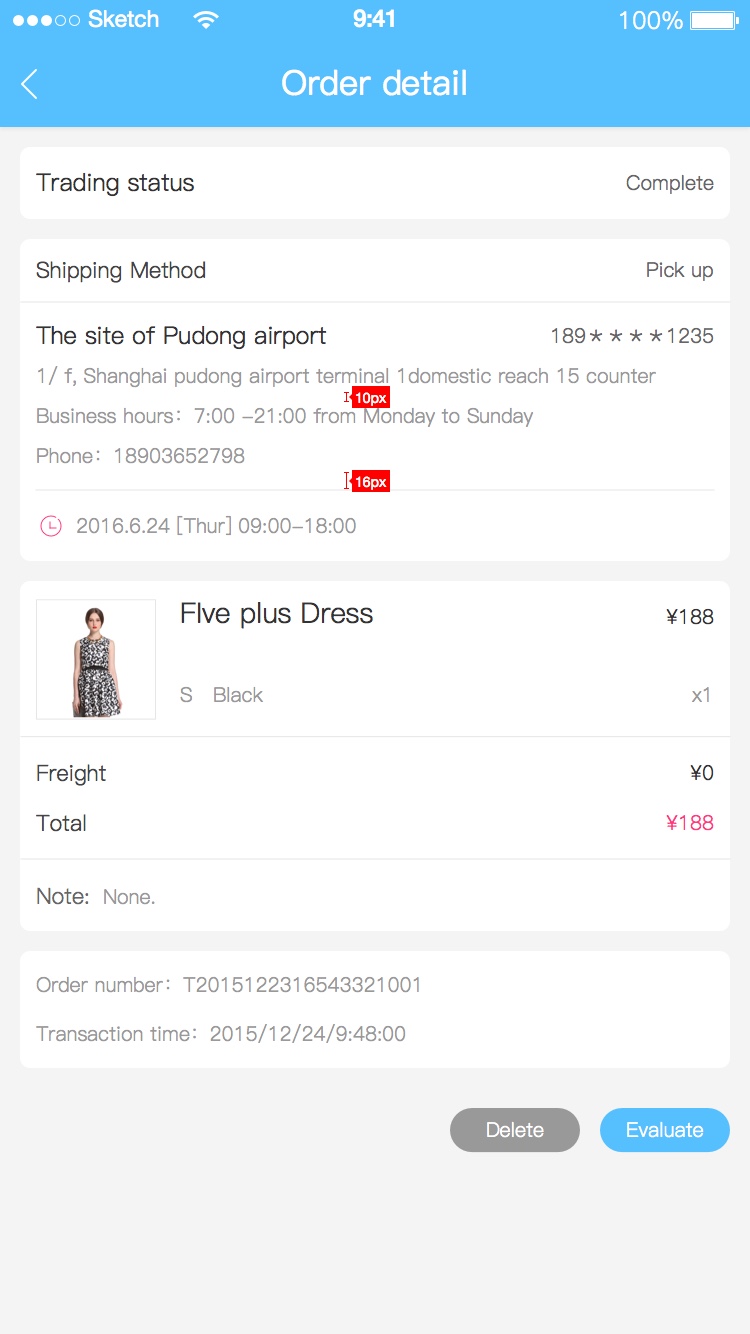 Sketch 9:41 100%
Order detail
Trading status Complete
Shipping Method Pick up
The site of Pudong airport 189＊＊＊＊1235
1/ f, Shanghai pudong airport terminal 1domestic reach 15 counter
10px
Business hours：7:00 –21:00 from Monday to Sunday
Phone：18903652798
16px
2016.6.24 [Thur] 09:00–18:00
FIve plus Dress ¥188
S Black x1
Freight ¥0
Total ¥188
Note: None.
Order number：T2015122316543321001
Transaction time：2015/12/24/9:48:00
Delete Evaluate